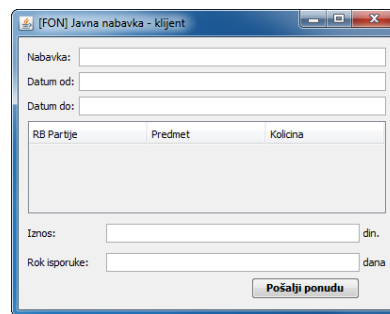 [FON] Javna nabavka - klijent
Nabavka:
Datum od:
Datum do:
RB Partije Predmet Kolicina
Iznos: din.
Rok isporuke: dana
Pošalji ponudu